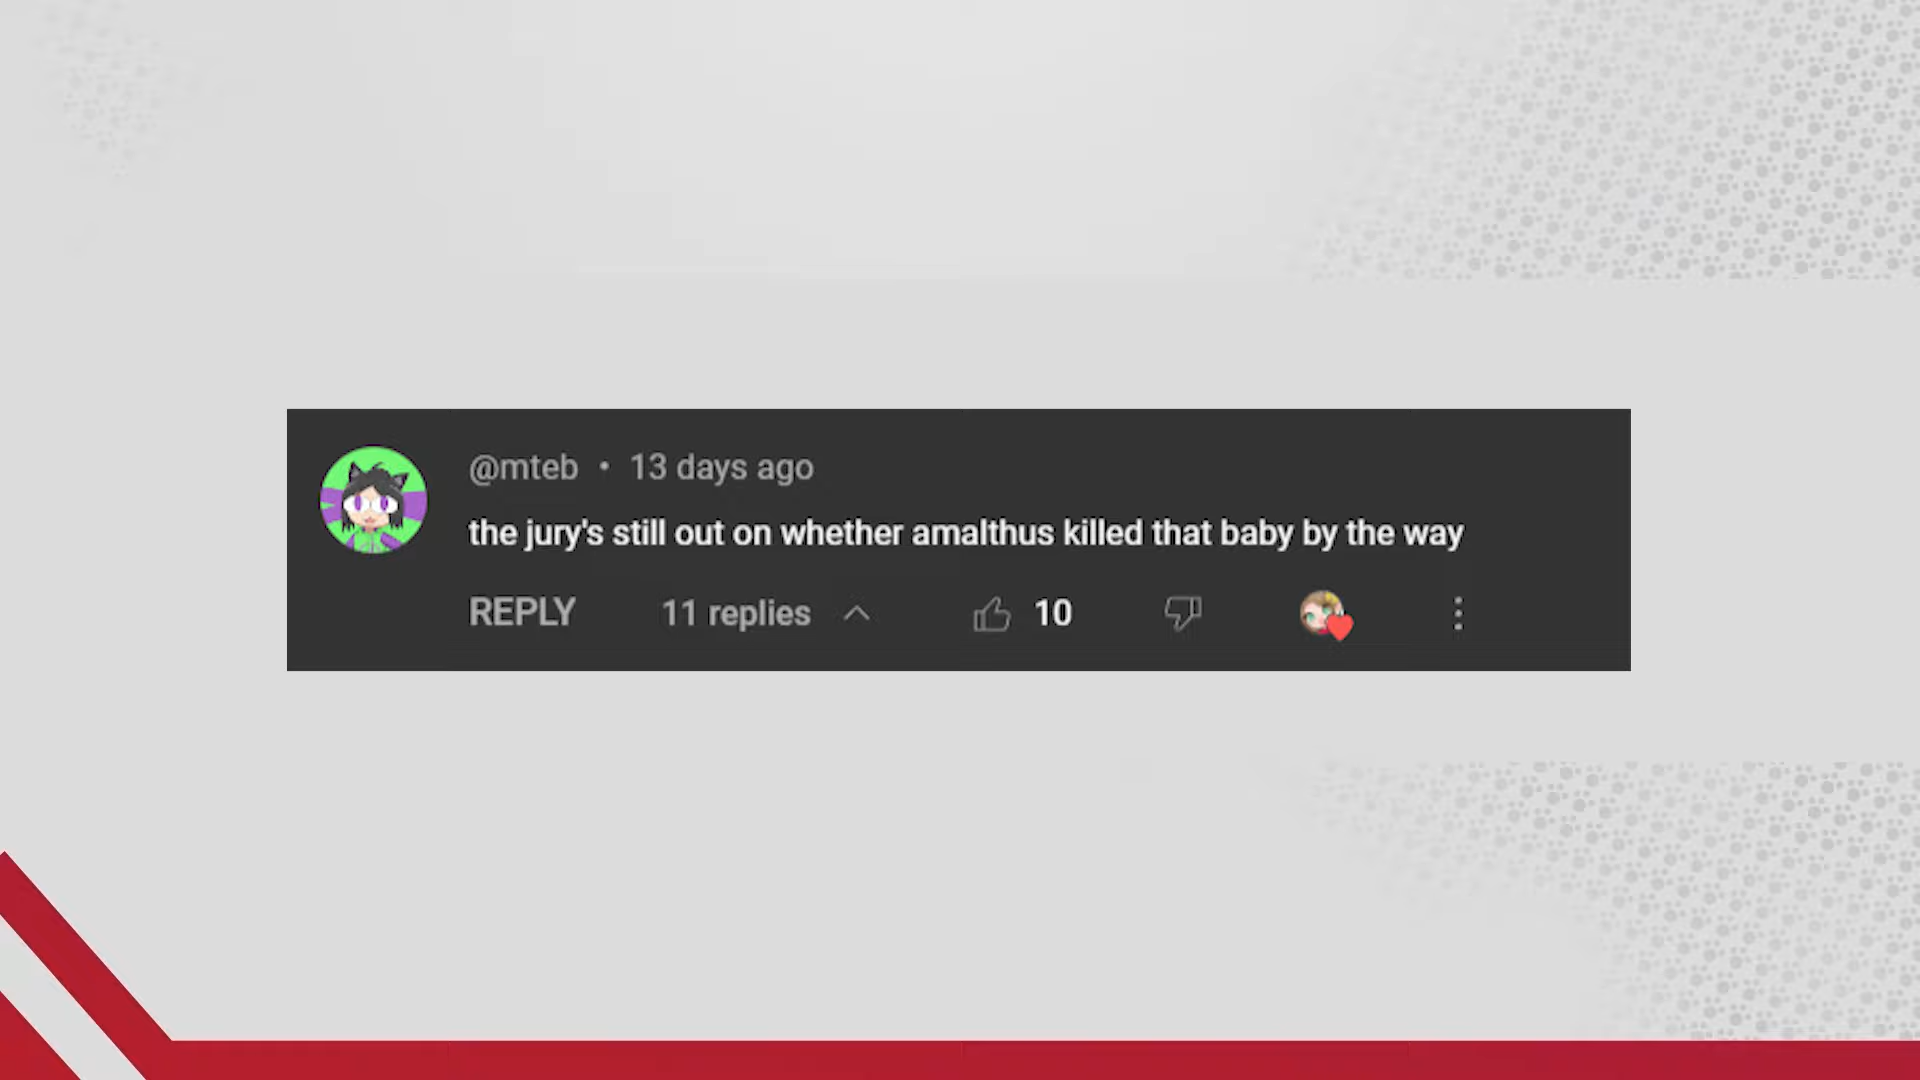 @mteb • 13 days ago
the jury's still out on whether amalthus killed that baby by the way
REPLY 11 replies 10